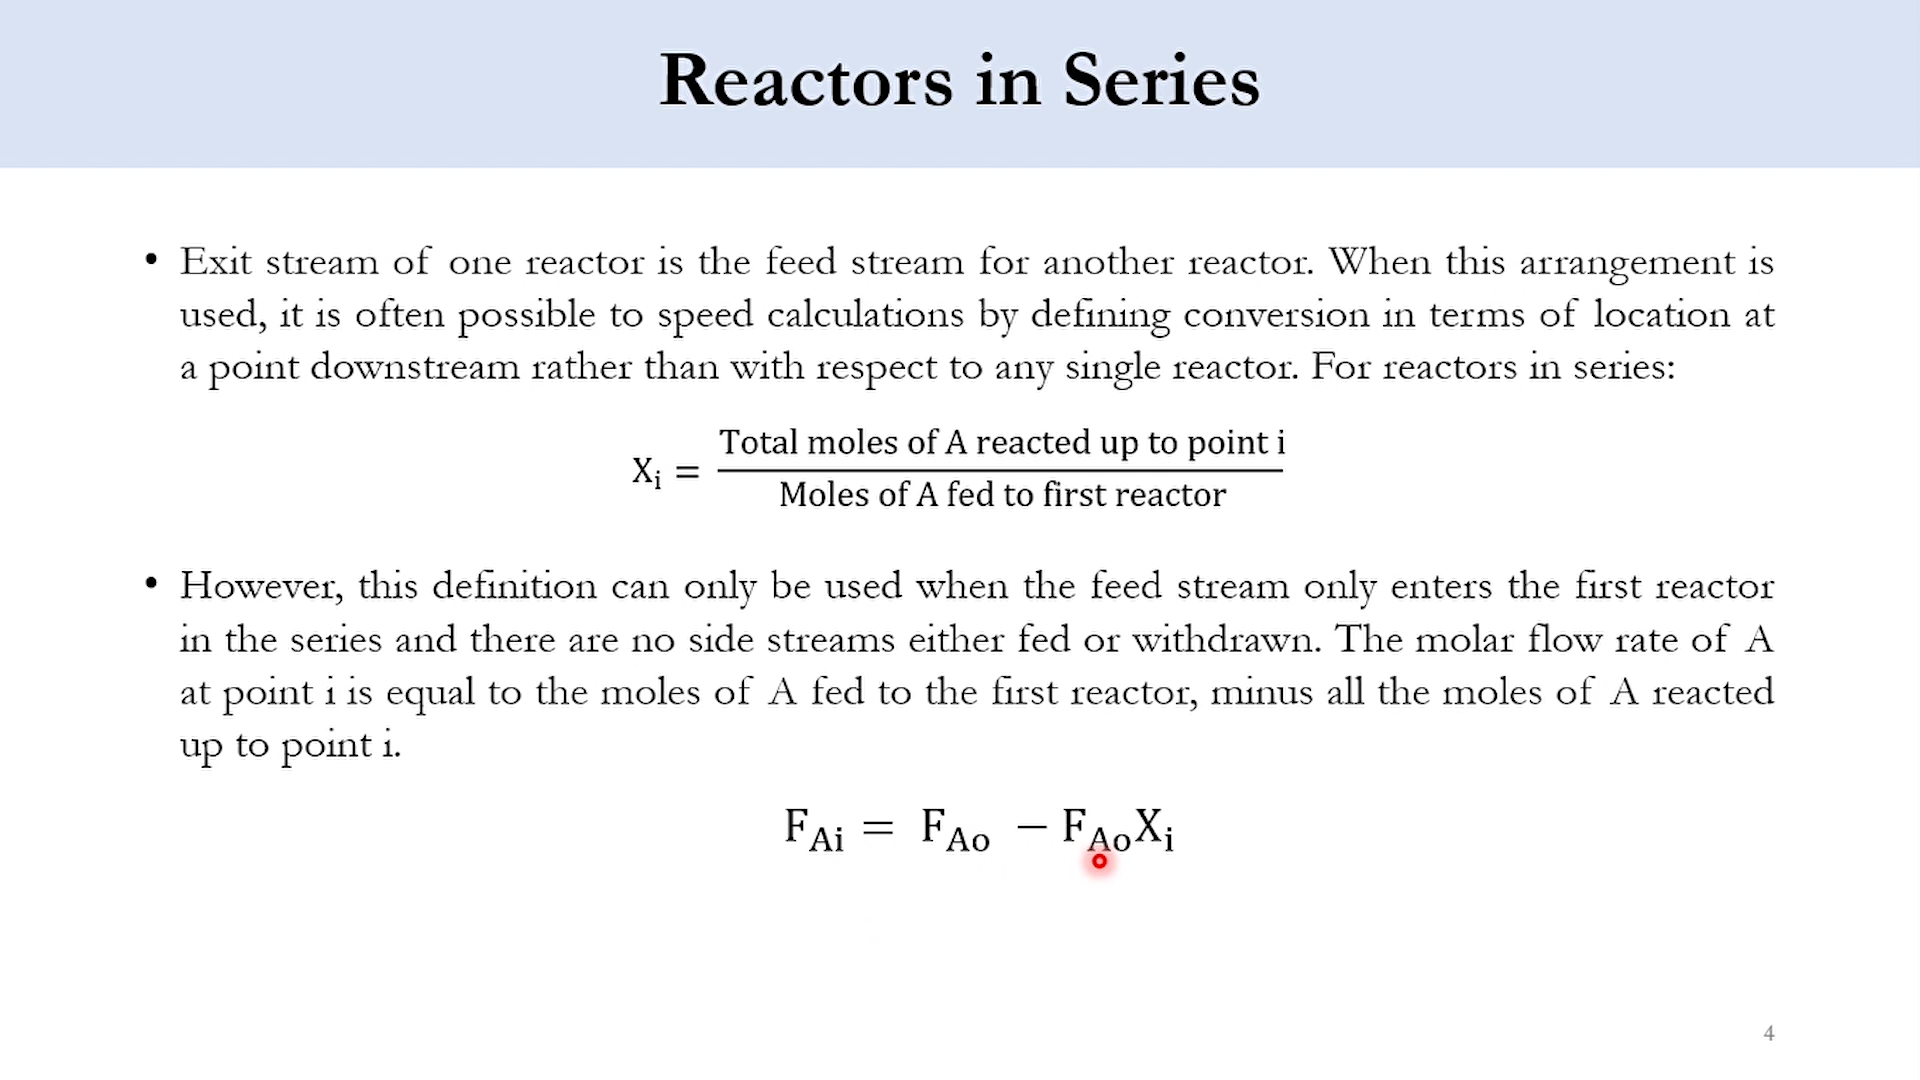 Reactors in Series
• Exit stream of one reactor is the feed stream for another reactor. When this arrangement is
used, it is often possible to speed calculations by defining conversion in terms of location at
a point downstream rather than with respect to any single reactor. For reactors in series:
Xᵢ = Total moles of A reacted up to point i / Moles of A fed to first reactor
• However, this definition can only be used when the feed stream only enters the first reactor
in the series and there are no side streams either fed or withdrawn. The molar flow rate of A
at point i is equal to the moles of A fed to the first reactor, minus all the moles of A reacted
up to point i.
F_Ai = F_Ao − F_Ao X_i
4